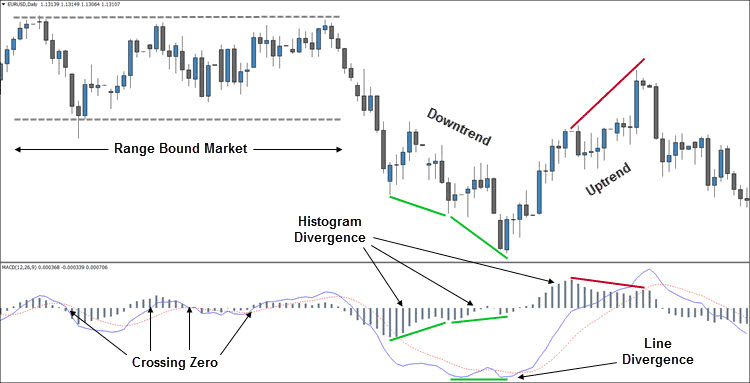 EURUSD,Daily 1.13139 1.13149 1.13064 1.13107
Range Bound Market
Downtrend
Uptrend
Histogram
Divergence
MACD(12,26,9) 0.000368 -0.000339 0.000706
Crossing Zero
Line
Divergence